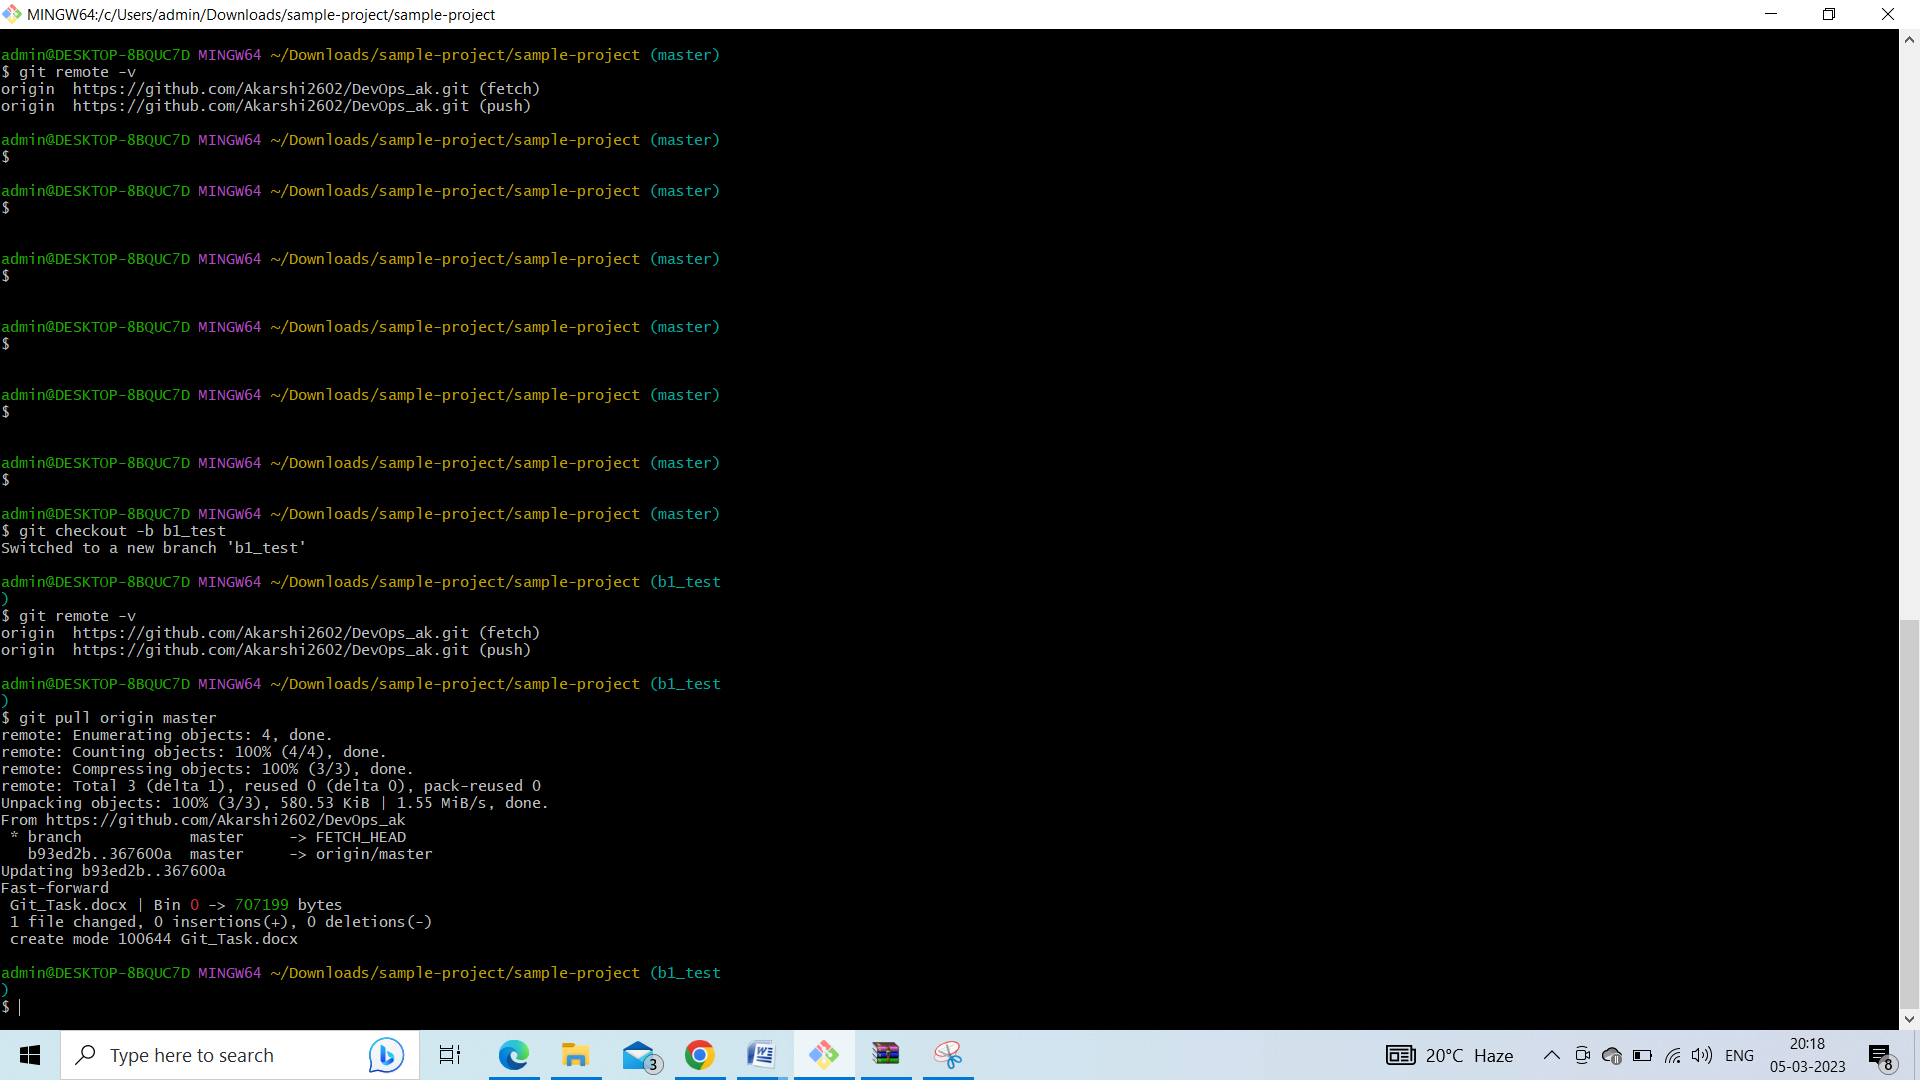 MINGW64:/c/Users/admin/Downloads/sample-project/sample-project
admin@DESKTOP-8BQUC7D MINGW64 ~/Downloads/sample-project/sample-project (master)
$ git remote -v
origin  https://github.com/Akarshi2602/DevOps_ak.git (fetch)
origin  https://github.com/Akarshi2602/DevOps_ak.git (push)
admin@DESKTOP-8BQUC7D MINGW64 ~/Downloads/sample-project/sample-project (master)
$
admin@DESKTOP-8BQUC7D MINGW64 ~/Downloads/sample-project/sample-project (master)
$
admin@DESKTOP-8BQUC7D MINGW64 ~/Downloads/sample-project/sample-project (master)
$
admin@DESKTOP-8BQUC7D MINGW64 ~/Downloads/sample-project/sample-project (master)
$
admin@DESKTOP-8BQUC7D MINGW64 ~/Downloads/sample-project/sample-project (master)
$
admin@DESKTOP-8BQUC7D MINGW64 ~/Downloads/sample-project/sample-project (master)
$
admin@DESKTOP-8BQUC7D MINGW64 ~/Downloads/sample-project/sample-project (master)
$ git checkout -b b1_test
Switched to a new branch 'b1_test'
admin@DESKTOP-8BQUC7D MINGW64 ~/Downloads/sample-project/sample-project (b1_test
)
$ git remote -v
origin  https://github.com/Akarshi2602/DevOps_ak.git (fetch)
origin  https://github.com/Akarshi2602/DevOps_ak.git (push)
admin@DESKTOP-8BQUC7D MINGW64 ~/Downloads/sample-project/sample-project (b1_test
)
$ git pull origin master
remote: Enumerating objects: 4, done.
remote: Counting objects: 100% (4/4), done.
remote: Compressing objects: 100% (3/3), done.
remote: Total 3 (delta 1), reused 0 (delta 0), pack-reused 0
Unpacking objects: 100% (3/3), 580.53 KiB | 1.55 MiB/s, done.
From https://github.com/Akarshi2602/DevOps_ak
 * branch            master     -> FETCH_HEAD
   b93ed2b..367600a  master     -> origin/master
Updating b93ed2b..367600a
Fast-forward
 Git_Task.docx | Bin 0 -> 707199 bytes
 1 file changed, 0 insertions(+), 0 deletions(-)
 create mode 100644 Git_Task.docx
admin@DESKTOP-8BQUC7D MINGW64 ~/Downloads/sample-project/sample-project (b1_test
)
$
Type here to search
3
20°C Haze
ENG
20:18
05-03-2023
8